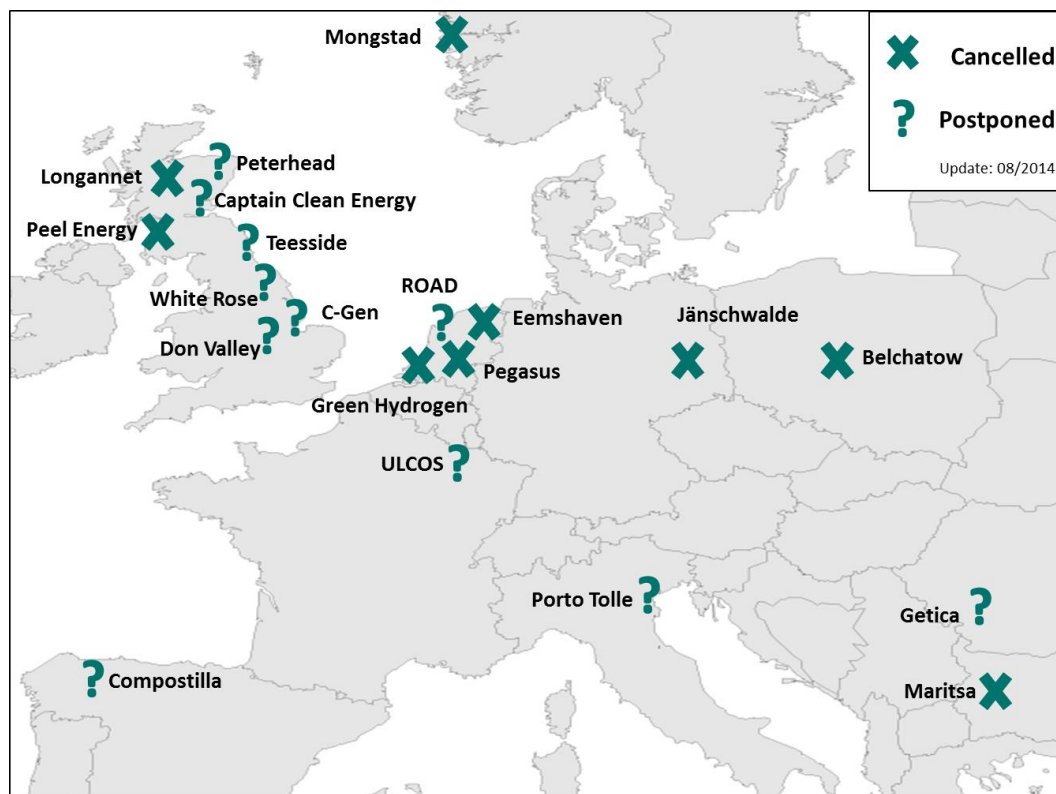 Mongstad
Cancelled
Postponed
Update: 08/2014
Peterhead
Longannet
Captain Clean Energy
Peel Energy
Teesside
White Rose
C-Gen
Don Valley
ROAD
Eemshaven
Jänschwalde
Belchatow
Pegasus
Green Hydrogen
ULCOS
Porto Tolle
Getica
Compostilla
Maritsa